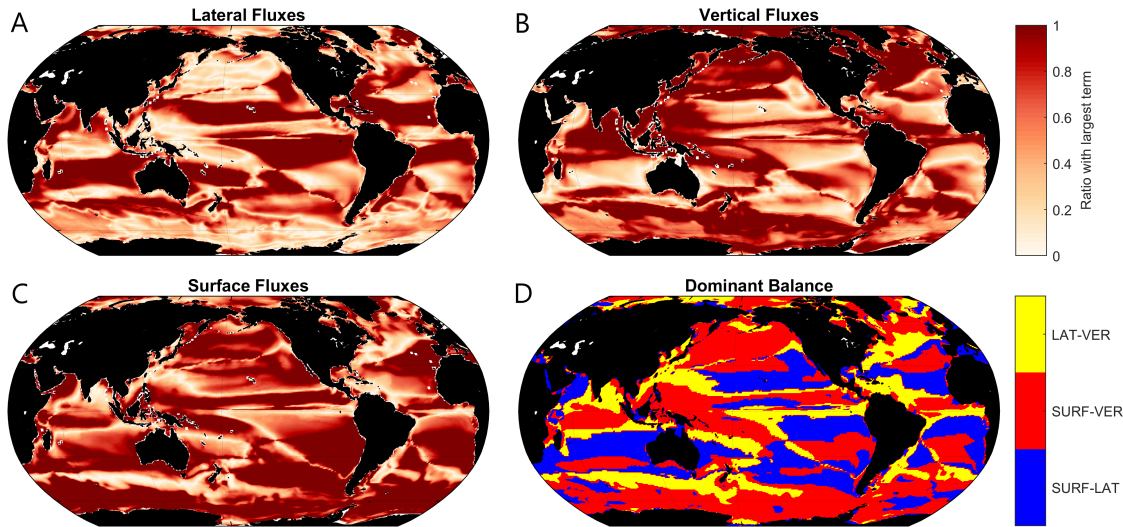 A
Lateral Fluxes
B
Vertical Fluxes
1
0.8
0.6
0.4
0.2
0
Ratio with largest term
C
Surface Fluxes
D
Dominant Balance
LAT-VER
SURF-VER
SURF-LAT